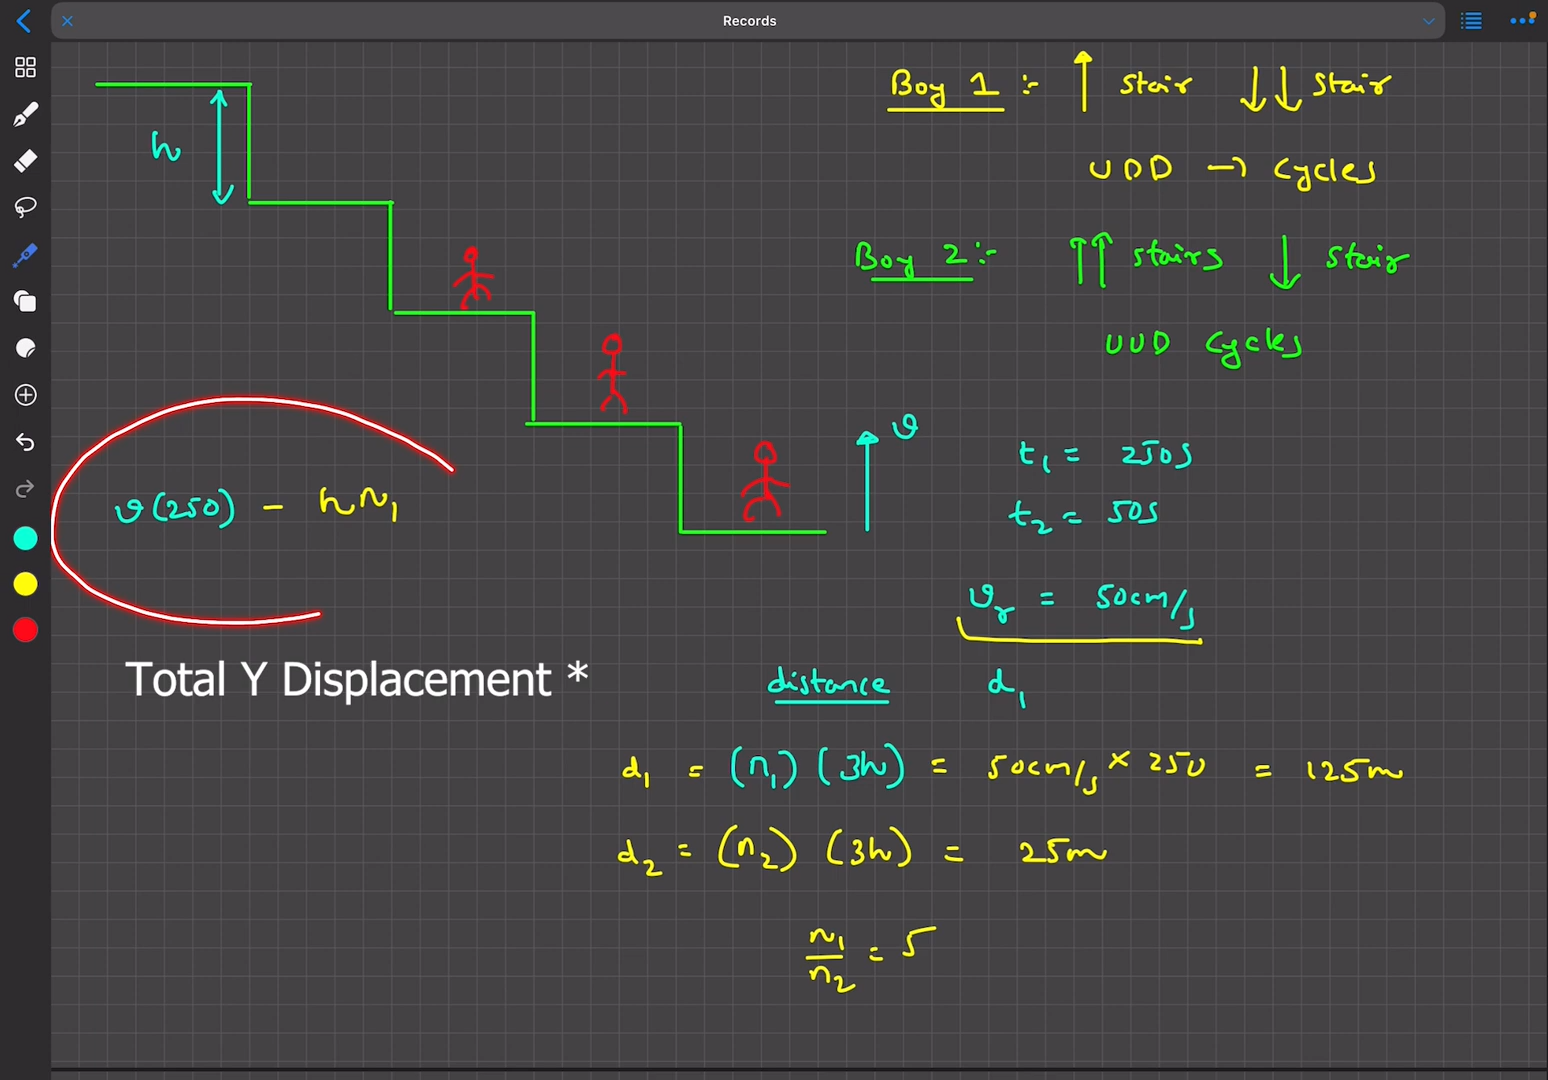 Records
h
Boy 1 :- ↑ stair ↓↓ stair
UDD → cycles
Boy 2 :- ↑↑ stairs ↓ stair
UUD cycles
v
t₁ = 250s
t₂ = 50s
v(250) - hn₁
vᵣ = 50cm/s
Total Y Displacement *
distance d₁
d₁ = (n₁) (3h) = 50cm/s × 250 = 125m
d₂ = (n₂) (3h) = 25m
n₁/n₂ = 5